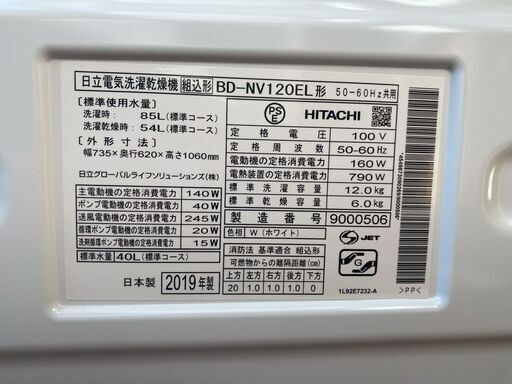 日立電気洗濯乾燥機 組込形 BD-NV120EL形 50-60Hz共用
[標準使用水量]
洗濯時: 85L(標準コース)
洗濯乾燥時: 54L(標準コース)
[外形寸法]
幅735×奥行620×高さ1060mm
日立グローバルライフソリューションズ(株)
主電動機の定格消費電力 140W
ポンプ電動機の定格消費電力 40W
送風電動機の定格消費電力 245W
循環ポンプ電動機の定格消費電力 20W
洗剤循環ポンプ電動機の定格消費電力 15W
標準水量 40L(標準コース)
日本製 2019年製
PSE
HITACHI
定格電圧 100V
定格周波数 50-60Hz
電動機の定格消費電力 160W
電熱装置の定格消費電力 790W
標準洗濯容量 12.0kg
標準乾燥容量 6.0kg
製造番号 9000506
色相 W(ホワイト)
消防法 基準適合 組込形
可燃物からの離隔距離(cm)
上方 左方 右方 後方 下方
20 1.0 1.0 1.0 0
S JET
G
1L92E7232-A
>PP<